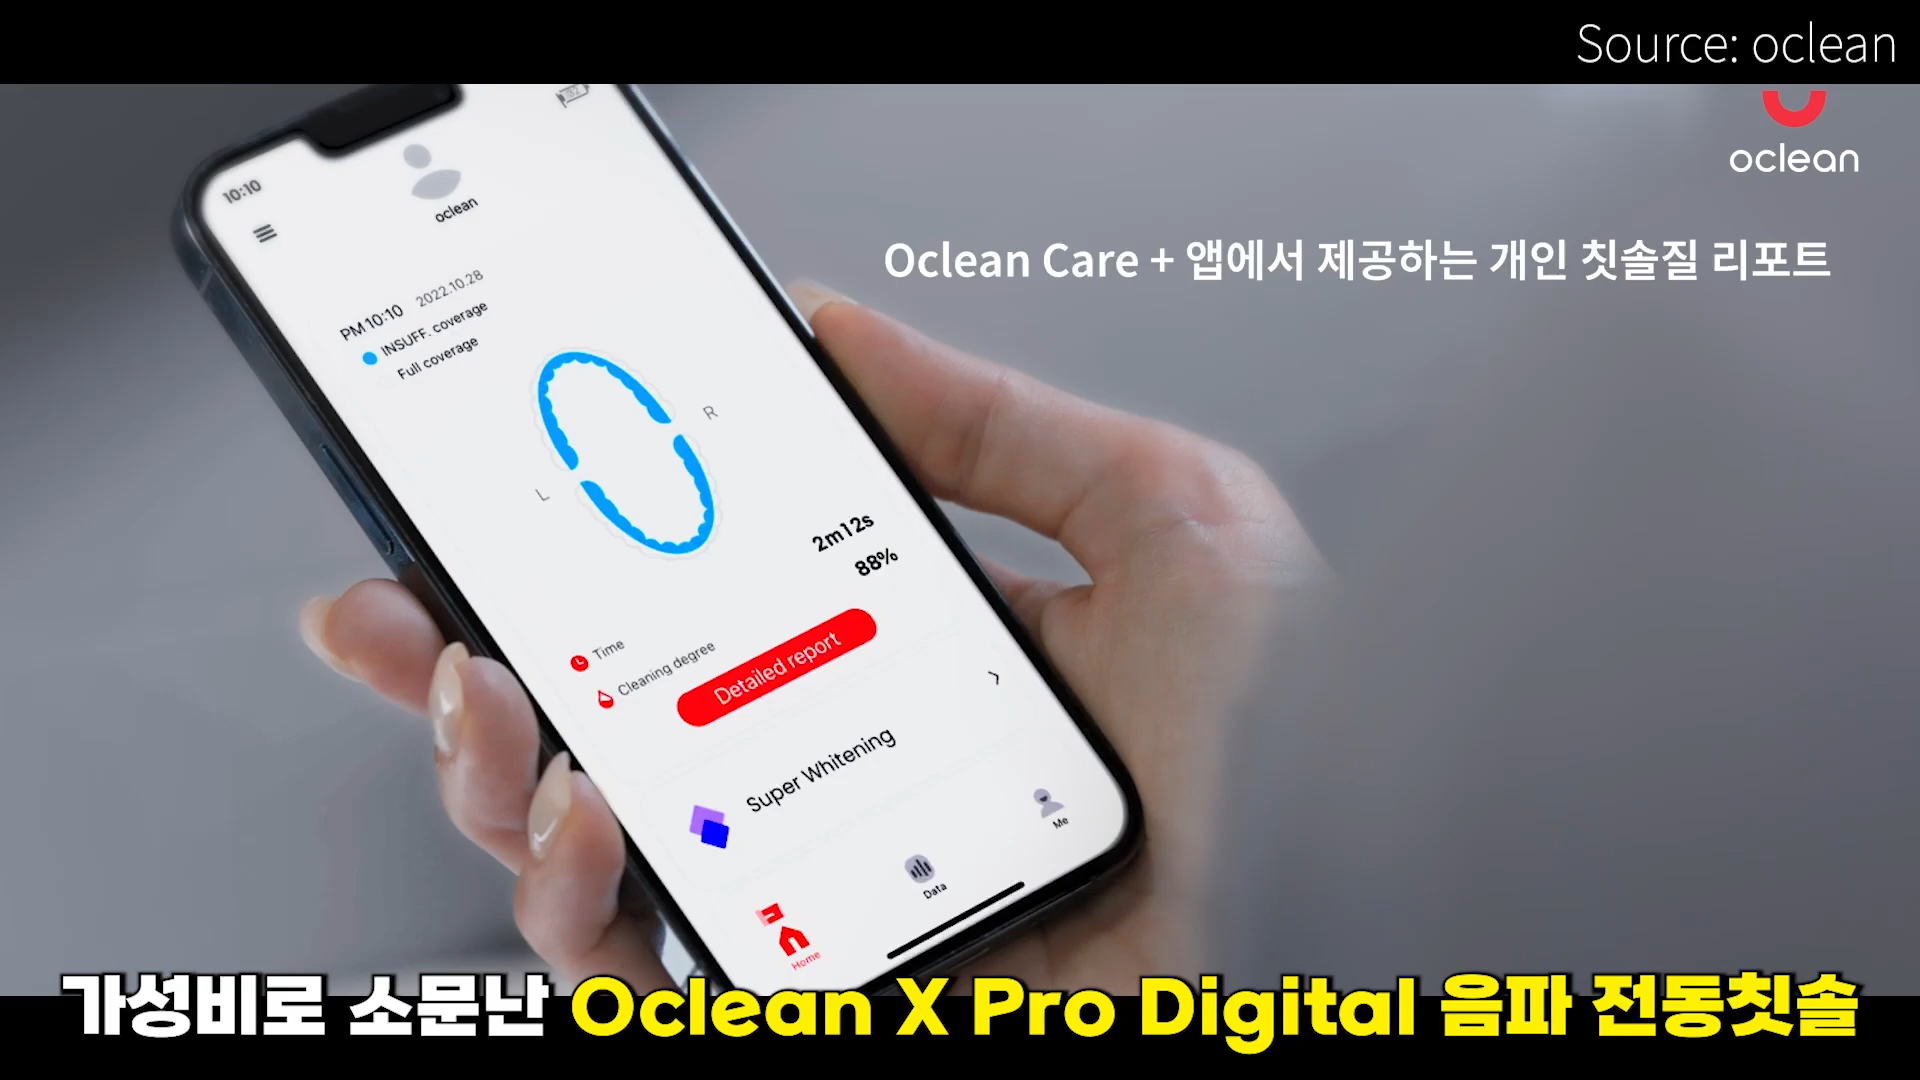 Source: oclean
oclean
Oclean Care + 앱에서 제공하는 개인 칫솔질 리포트
10:10
oclean
PM 10:10 2022.10.28
INSUFF. coverage
Full coverage
R
L
2m12s
88%
Time
Cleaning degree
Detailed report
Super Whitening
Me
Data
Home
가성비로 소문난 Oclean X Pro Digital 음파 전동칫솔